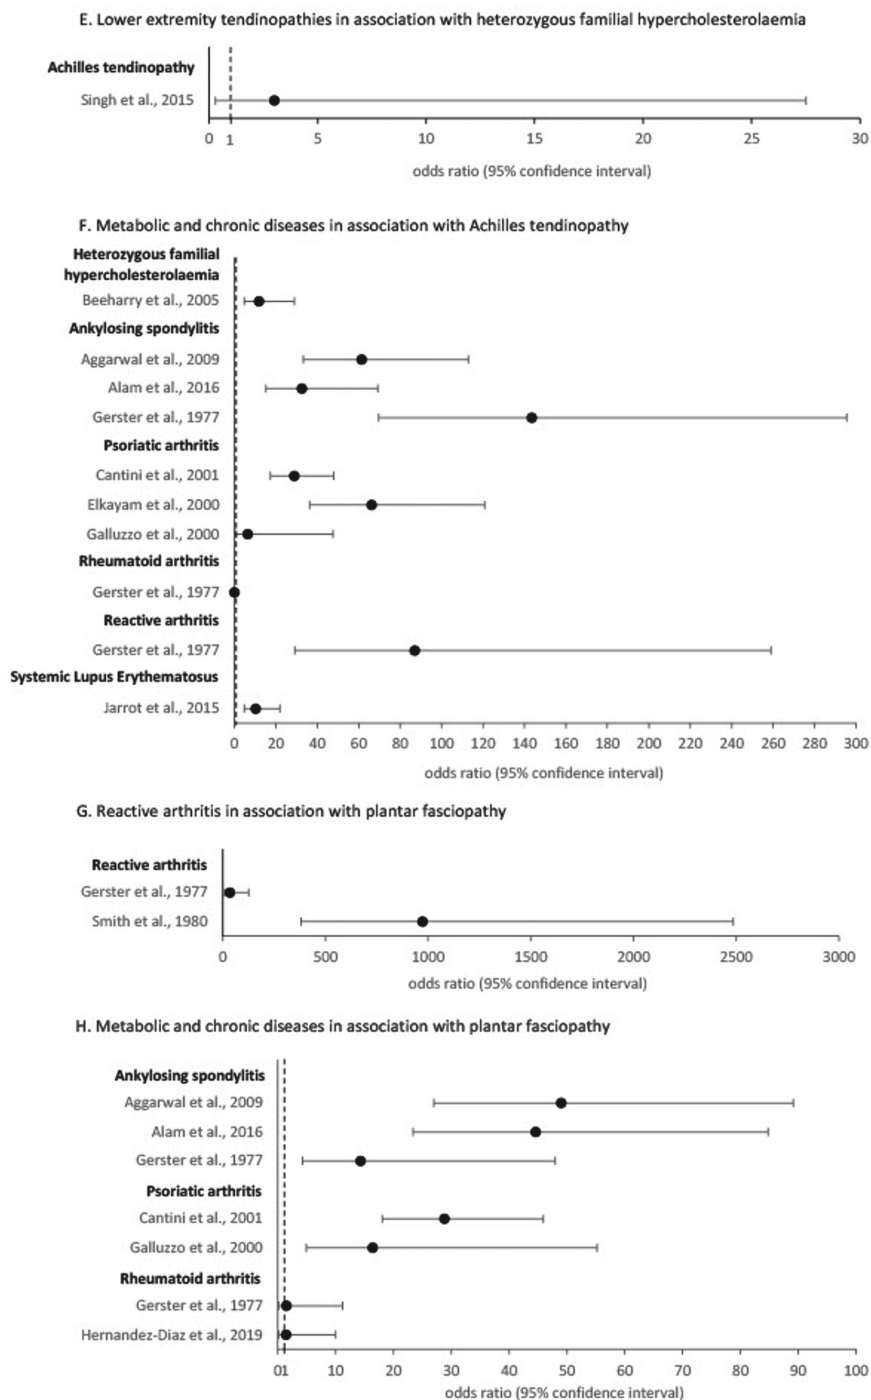 E. Lower extremity tendinopathies in association with heterozygous familial hypercholesterolaemia
Achilles tendinopathy
Singh et al., 2015
0 1 5 10 15 20 25 30
odds ratio (95% confidence interval)
F. Metabolic and chronic diseases in association with Achilles tendinopathy
Heterozygous familial
hypercholesterolaemia
Beeharry et al., 2005
Ankylosing spondylitis
Aggarwal et al., 2009
Alam et al., 2016
Gerster et al., 1977
Psoriatic arthritis
Cantini et al., 2001
Elkayam et al., 2000
Galluzzo et al., 2000
Rheumatoid arthritis
Gerster et al., 1977
Reactive arthritis
Gerster et al., 1977
Systemic Lupus Erythematosus
Jarrot et al., 2015
0 20 40 60 80 100 120 140 160 180 200 220 240 260 280 300
odds ratio (95% confidence interval)
G. Reactive arthritis in association with plantar fasciopathy
Reactive arthritis
Gerster et al., 1977
Smith et al., 1980
0 500 1000 1500 2000 2500 3000
odds ratio (95% confidence interval)
H. Metabolic and chronic diseases in association with plantar fasciopathy
Ankylosing spondylitis
Aggarwal et al., 2009
Alam et al., 2016
Gerster et al., 1977
Psoriatic arthritis
Cantini et al., 2001
Galluzzo et al., 2000
Rheumatoid arthritis
Gerster et al., 1977
Hernandez-Diaz et al., 2019
01 10 20 30 40 50 60 70 80 90 100
odds ratio (95% confidence interval)